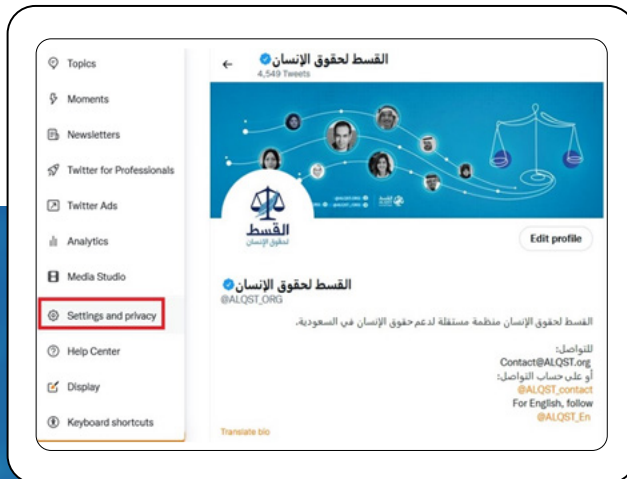 Topics
Moments
Newsletters
Twitter for Professionals
Twitter Ads
Analytics
Media Studio
Settings and privacy
Help Center
Display
Keyboard shortcuts
القسط لحقوق الإنسان
4,549 Tweets
القسط
لحقوق الإنسان
Edit profile
القسط لحقوق الإنسان
@ALQST_ORG
القسط لحقوق الإنسان منظمة مستقلة لدعم حقوق الإنسان في السعودية.
للتواصل:
Contact@ALQST.org
أو على حساب التواصل:
@ALQST_contact
For English, follow
@ALQST_En
Translate bio